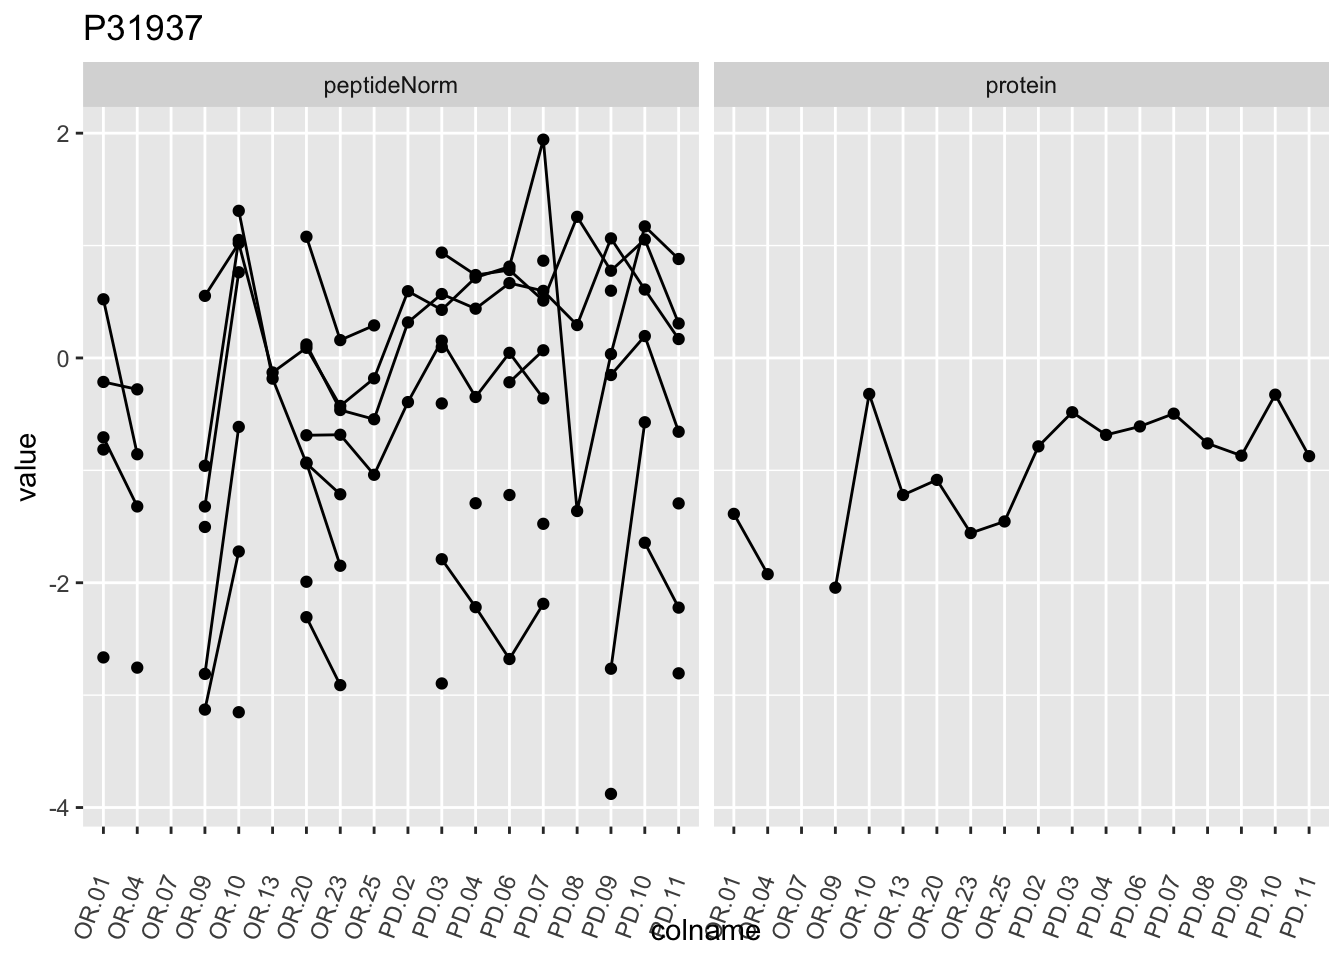 P31937
peptideNorm
protein
value
2
0
-2
-4
OR.01
OR.04
OR.07
OR.09
OR.10
OR.13
OR.20
OR.23
OR.25
PD.02
PD.03
PD.04
PD.06
PD.07
PD.08
PD.09
PD.10
PD.11
OR.01
OR.04
OR.07
OR.09
OR.10
OR.13
OR.20
OR.23
OR.25
PD.02
PD.03
PD.04
PD.06
PD.07
PD.08
PD.09
PD.10
PD.11
colname